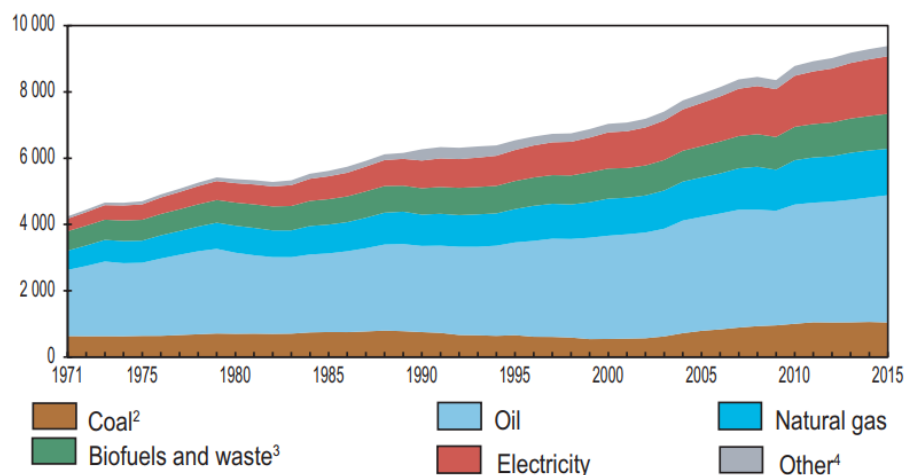 10 000
8 000
6 000
4 000
2 000
0
1971 1975 1980 1985 1990 1995 2000 2005 2010 2015
Coal² Oil Natural gas
Biofuels and waste³ Electricity Other⁴